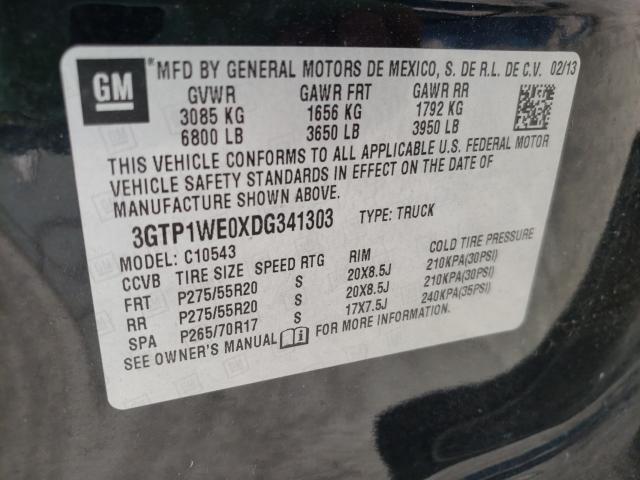 GM
*MFD BY GENERAL MOTORS DE MEXICO, S. DE R.L. DE C.V. 02/13
GVWR GAWR FRT GAWR RR
3085 KG 1656 KG 1792 KG
6800 LB 3650 LB 3950 LB
THIS VEHICLE CONFORMS TO ALL APPLICABLE U.S. FEDERAL MOTOR
VEHICLE SAFETY STANDARDS IN EFFECT ON THE DATE OF
MANUFACTURE SHOWN ABOVE.
3GTP1WE0XDG341303 TYPE: TRUCK
MODEL: C10543
CCVB TIRE SIZE SPEED RTG RIM COLD TIRE PRESSURE
FRT P275/55R20 S 20X8.5J 210KPA(30PSI)
RR P275/55R20 S 20X8.5J 210KPA(30PSI)
SPA P265/70R17 S 17X7.5J 240KPA(35PSI)
SEE OWNER'S MANUAL FOR MORE INFORMATION.